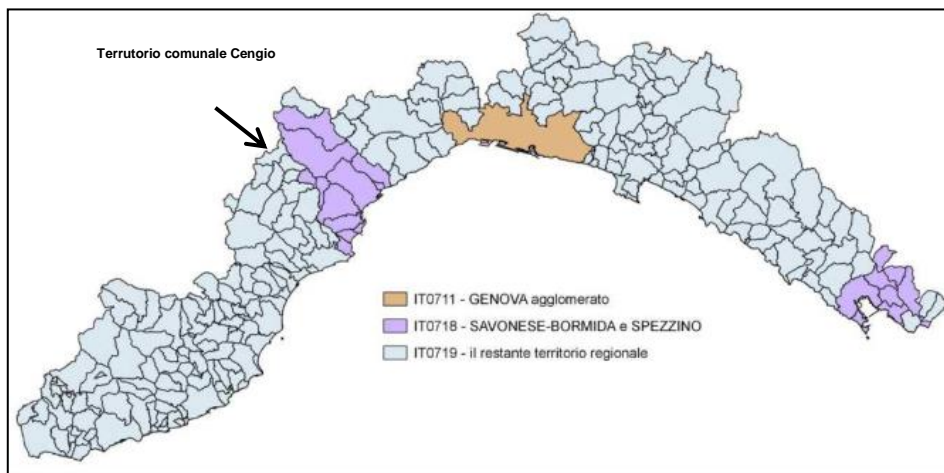 Terrutorio comunale Cengio
IT0711 - GENOVA agglomerato
IT0718 - SAVONESE-BORMIDA e SPEZZINO
IT0719 - il restante territorio regionale